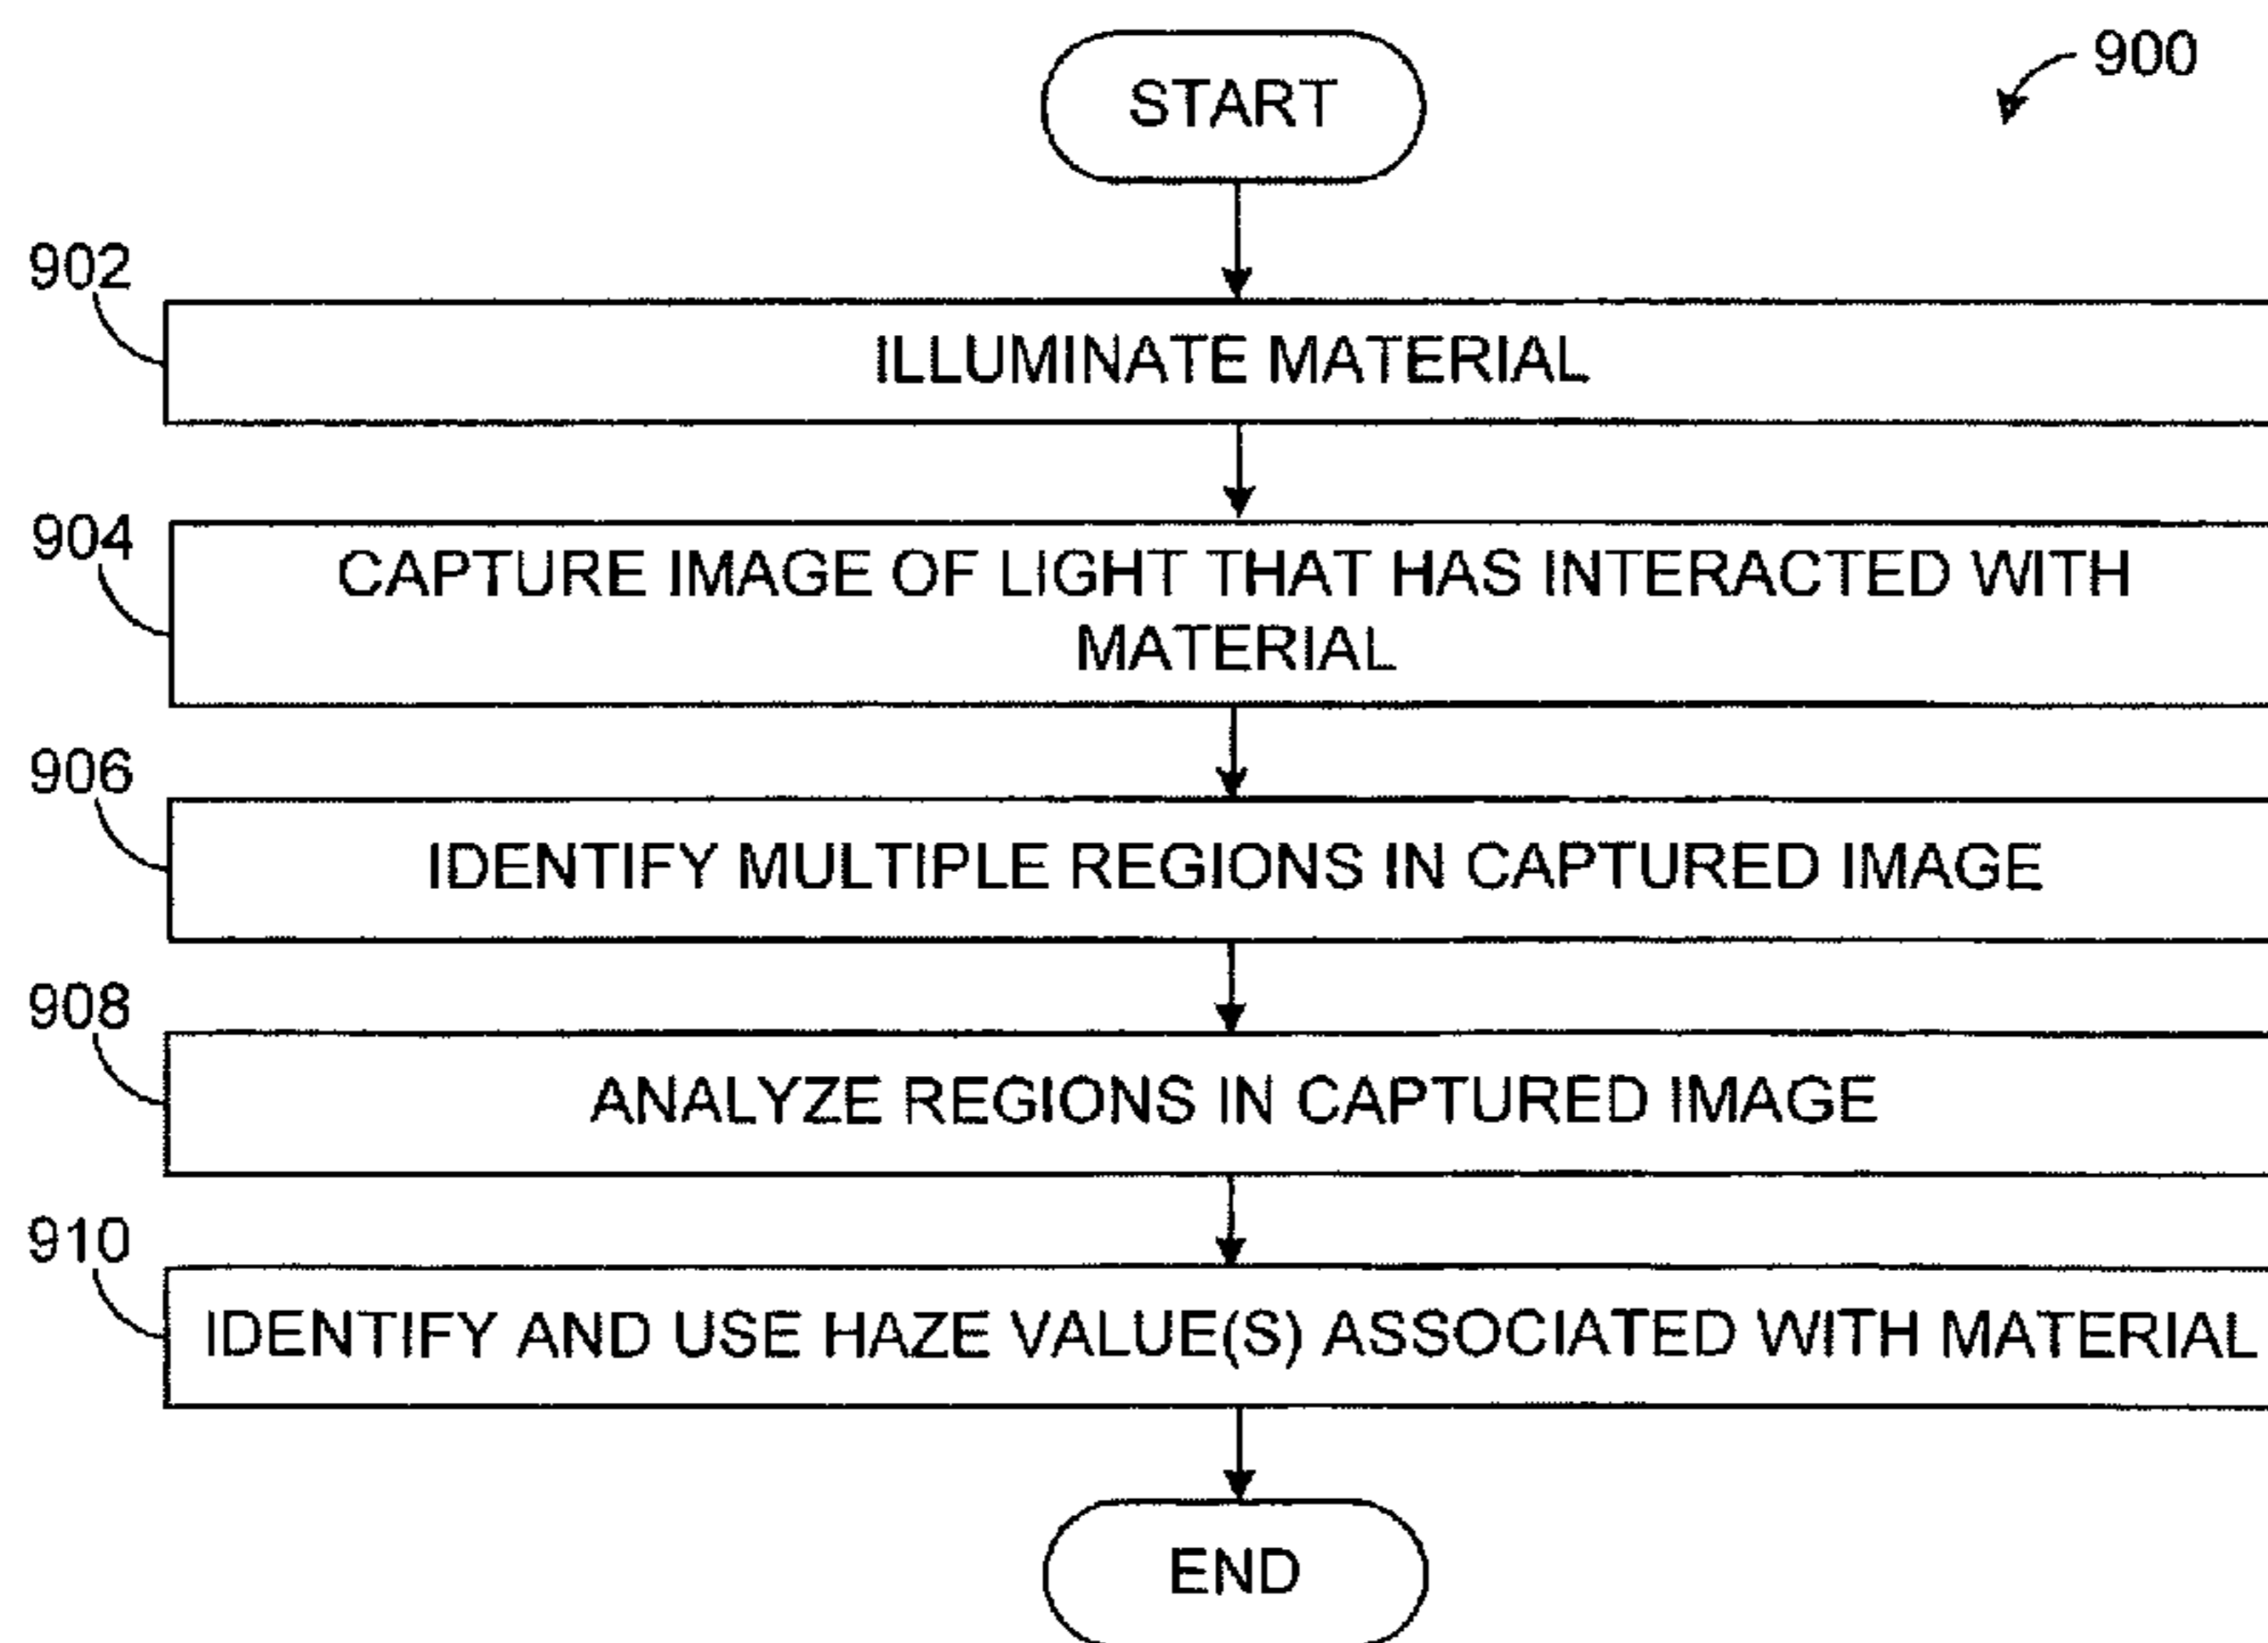 START
900
902
ILLUMINATE MATERIAL
904
CAPTURE IMAGE OF LIGHT THAT HAS INTERACTED WITH
MATERIAL
906
IDENTIFY MULTIPLE REGIONS IN CAPTURED IMAGE
908
ANALYZE REGIONS IN CAPTURED IMAGE
910
IDENTIFY AND USE HAZE VALUE(S) ASSOCIATED WITH MATERIAL
END